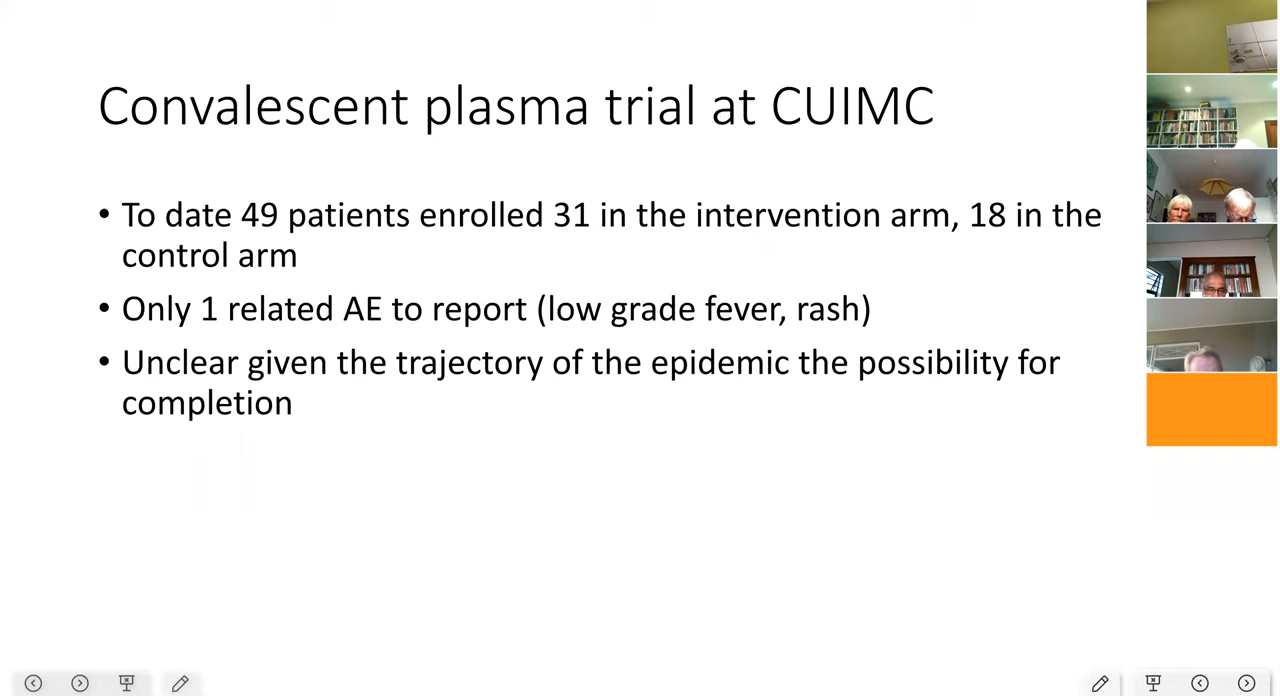 Convalescent plasma trial at CUIMC
• To date 49 patients enrolled 31 in the intervention arm, 18 in the
control arm
• Only 1 related AE to report (low grade fever, rash)
• Unclear given the trajectory of the epidemic the possibility for
completion